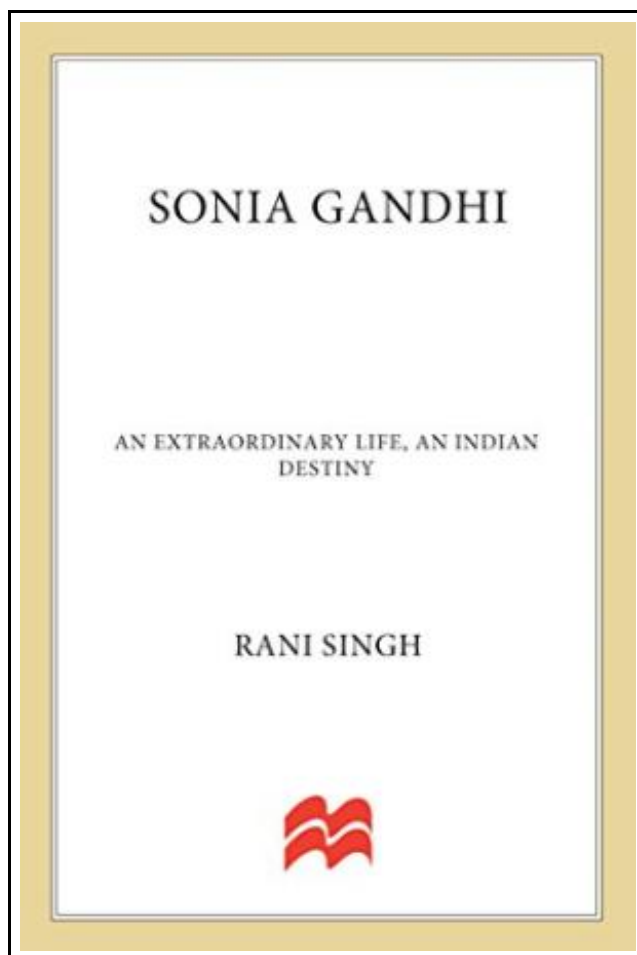 SONIA GANDHI
AN EXTRAORDINARY LIFE, AN INDIAN
DESTINY
RANI SINGH